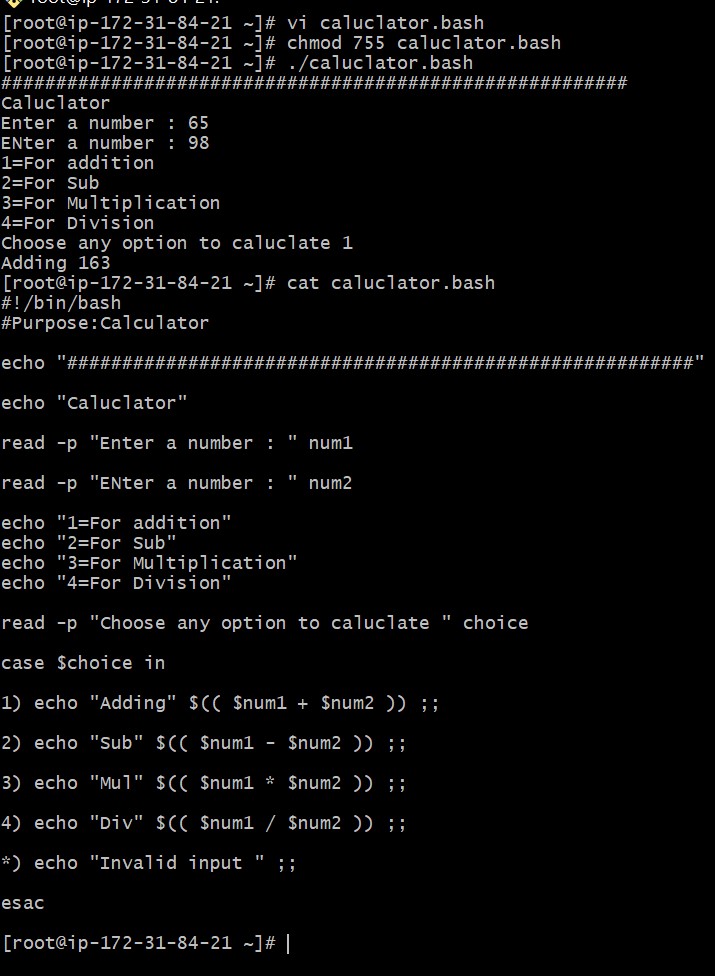 [root@ip-172-31-84-21 ~]# vi caluclator.bash
[root@ip-172-31-84-21 ~]# chmod 755 caluclator.bash
[root@ip-172-31-84-21 ~]# ./caluclator.bash
#########################################################
Caluclator
Enter a number : 65
ENter a number : 98
1=For addition
2=For Sub
3=For Multiplication
4=For Division
Choose any option to caluclate 1
Adding 163
[root@ip-172-31-84-21 ~]# cat caluclator.bash
#!/bin/bash
#Purpose:Calculator
echo "#########################################################"
echo "Caluclator"
read -p "Enter a number : " num1
read -p "ENter a number : " num2
echo "1=For addition"
echo "2=For Sub"
echo "3=For Multiplication"
echo "4=For Division"
read -p "Choose any option to caluclate " choice
case $choice in
1) echo "Adding" $(( $num1 + $num2 )) ;;
2) echo "Sub" $(( $num1 - $num2 )) ;;
3) echo "Mul" $(( $num1 * $num2 )) ;;
4) echo "Div" $(( $num1 / $num2 )) ;;
*) echo "Invalid input " ;;
esac
[root@ip-172-31-84-21 ~]#